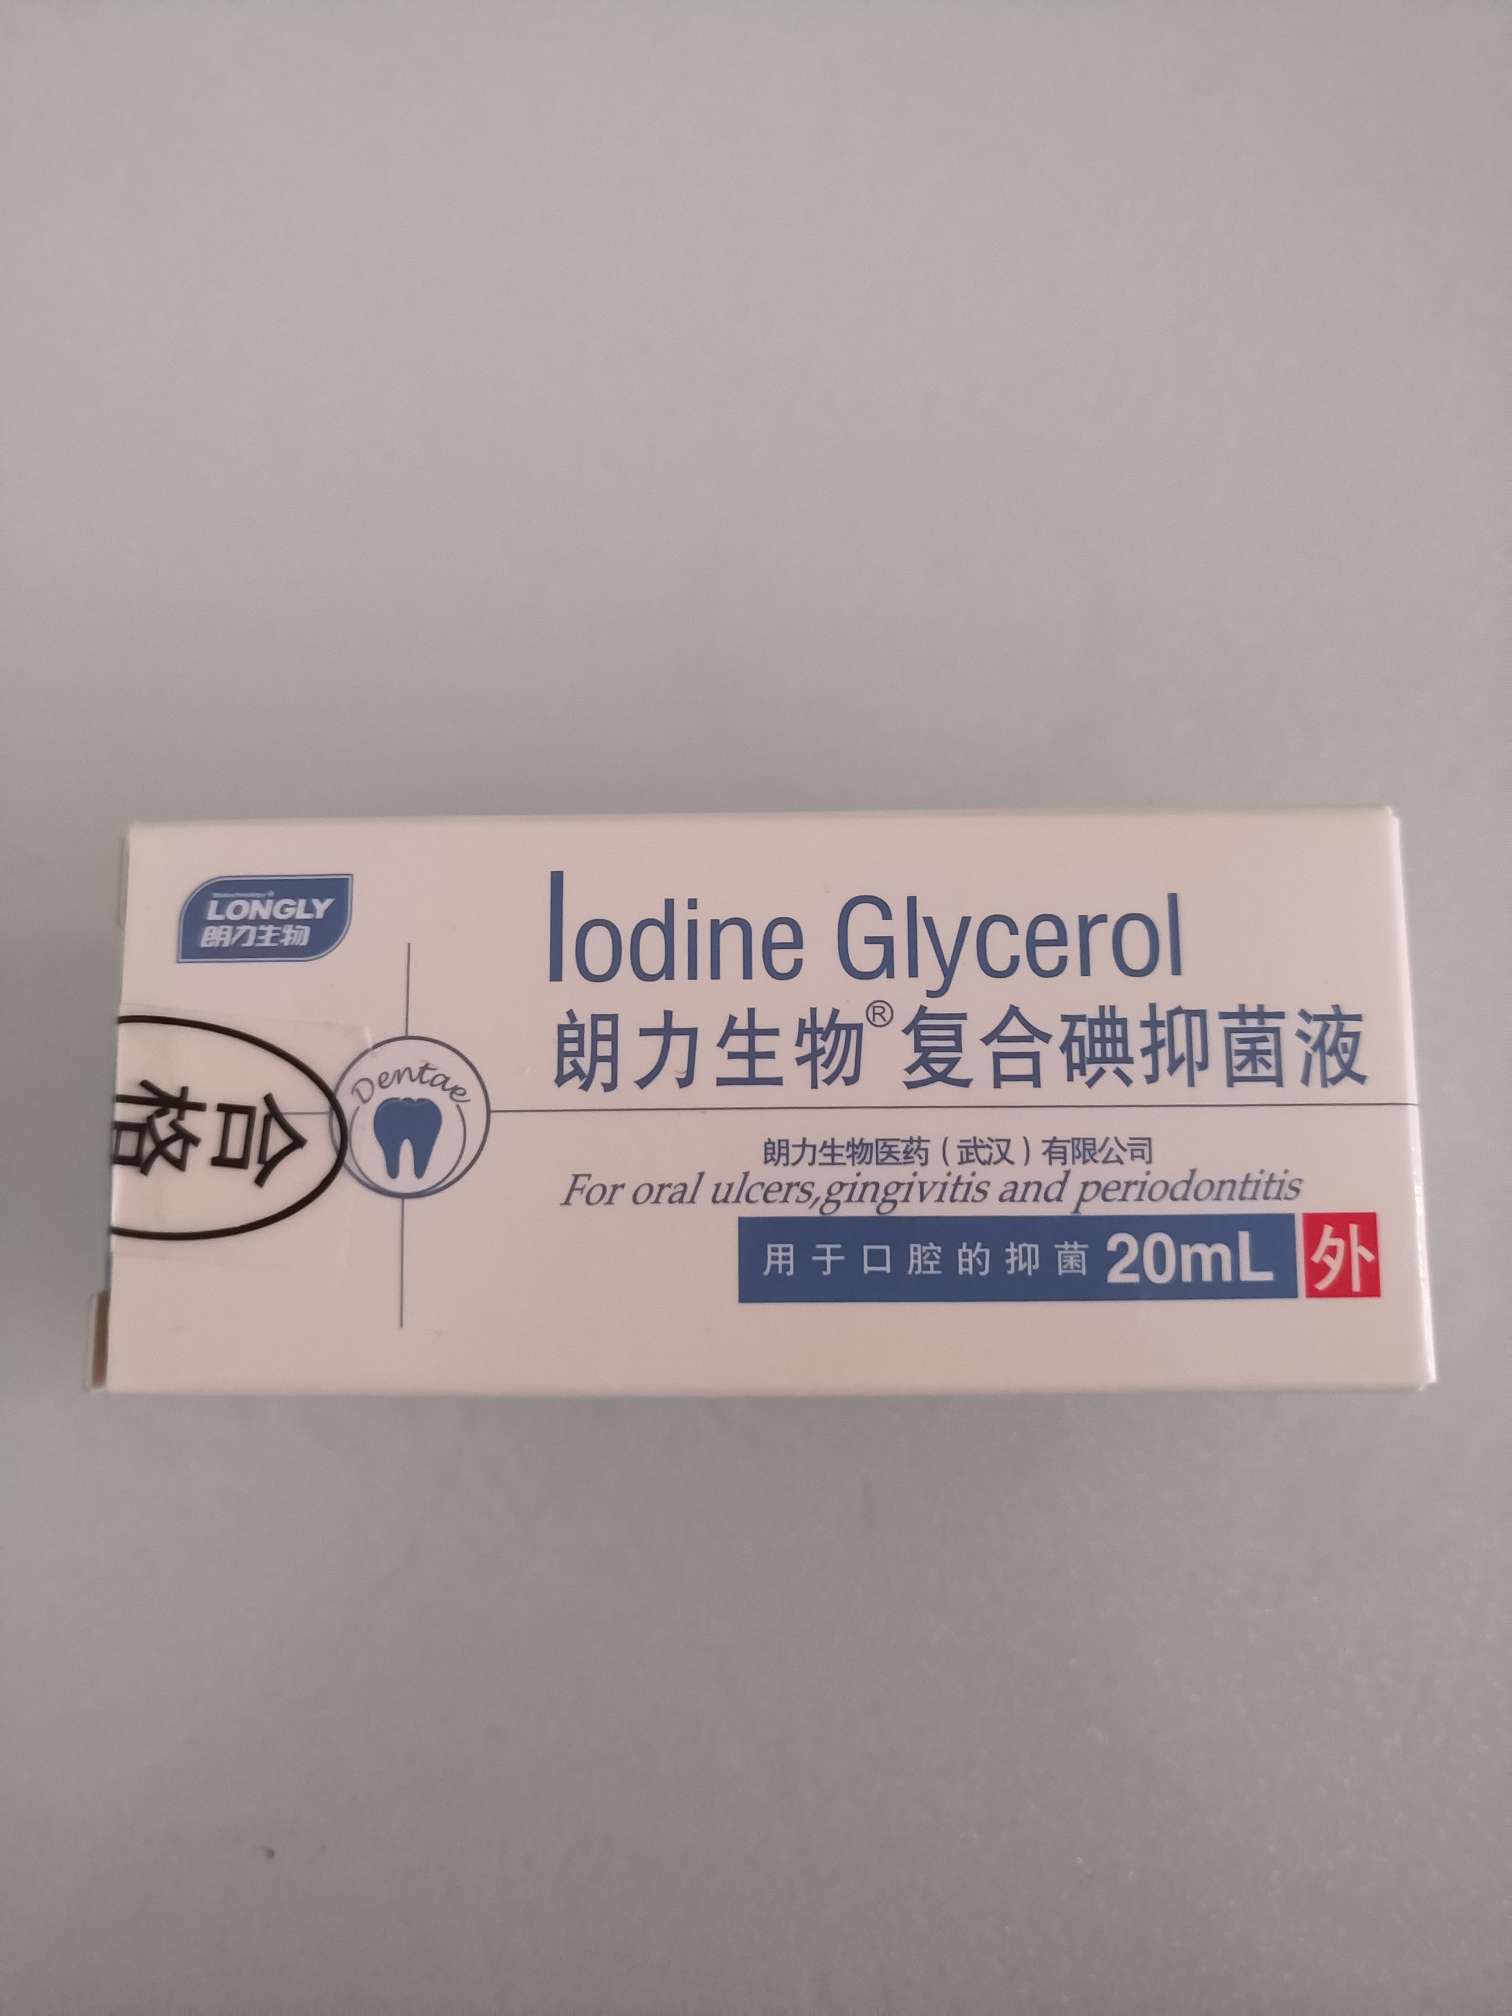 LONGLY
朗力生物
Iodine Glycerol
朗力生物®复合碘抑菌液
Dentae
合格
朗力生物医药（武汉）有限公司
For oral ulcers,gingivitis and periodontitis
用于口腔的抑菌 20mL 外